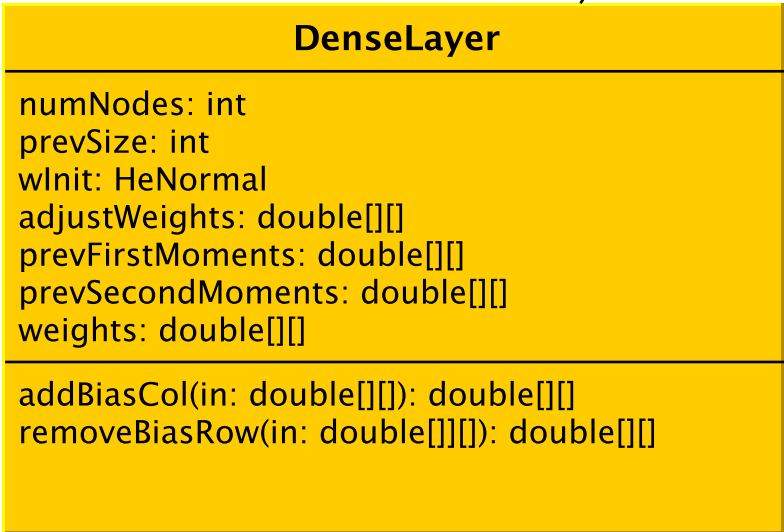 DenseLayer
numNodes: int
prevSize: int
wInit: HeNormal
adjustWeights: double[][]
prevFirstMoments: double[][]
prevSecondMoments: double[][]
weights: double[][]
addBiasCol(in: double[][]): double[][]
removeBiasRow(in: double[]][]): double[][]